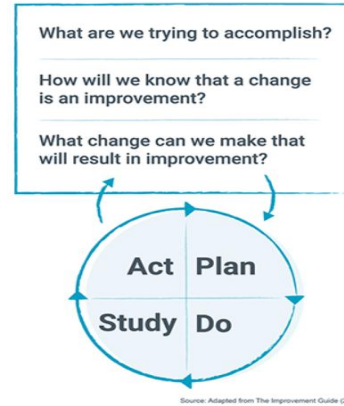 What are we trying to accomplish?
How will we know that a change
is an improvement?
What change can we make that
will result in improvement?
Act Plan
Study Do
Source: Adapted from The Improvement Guide (